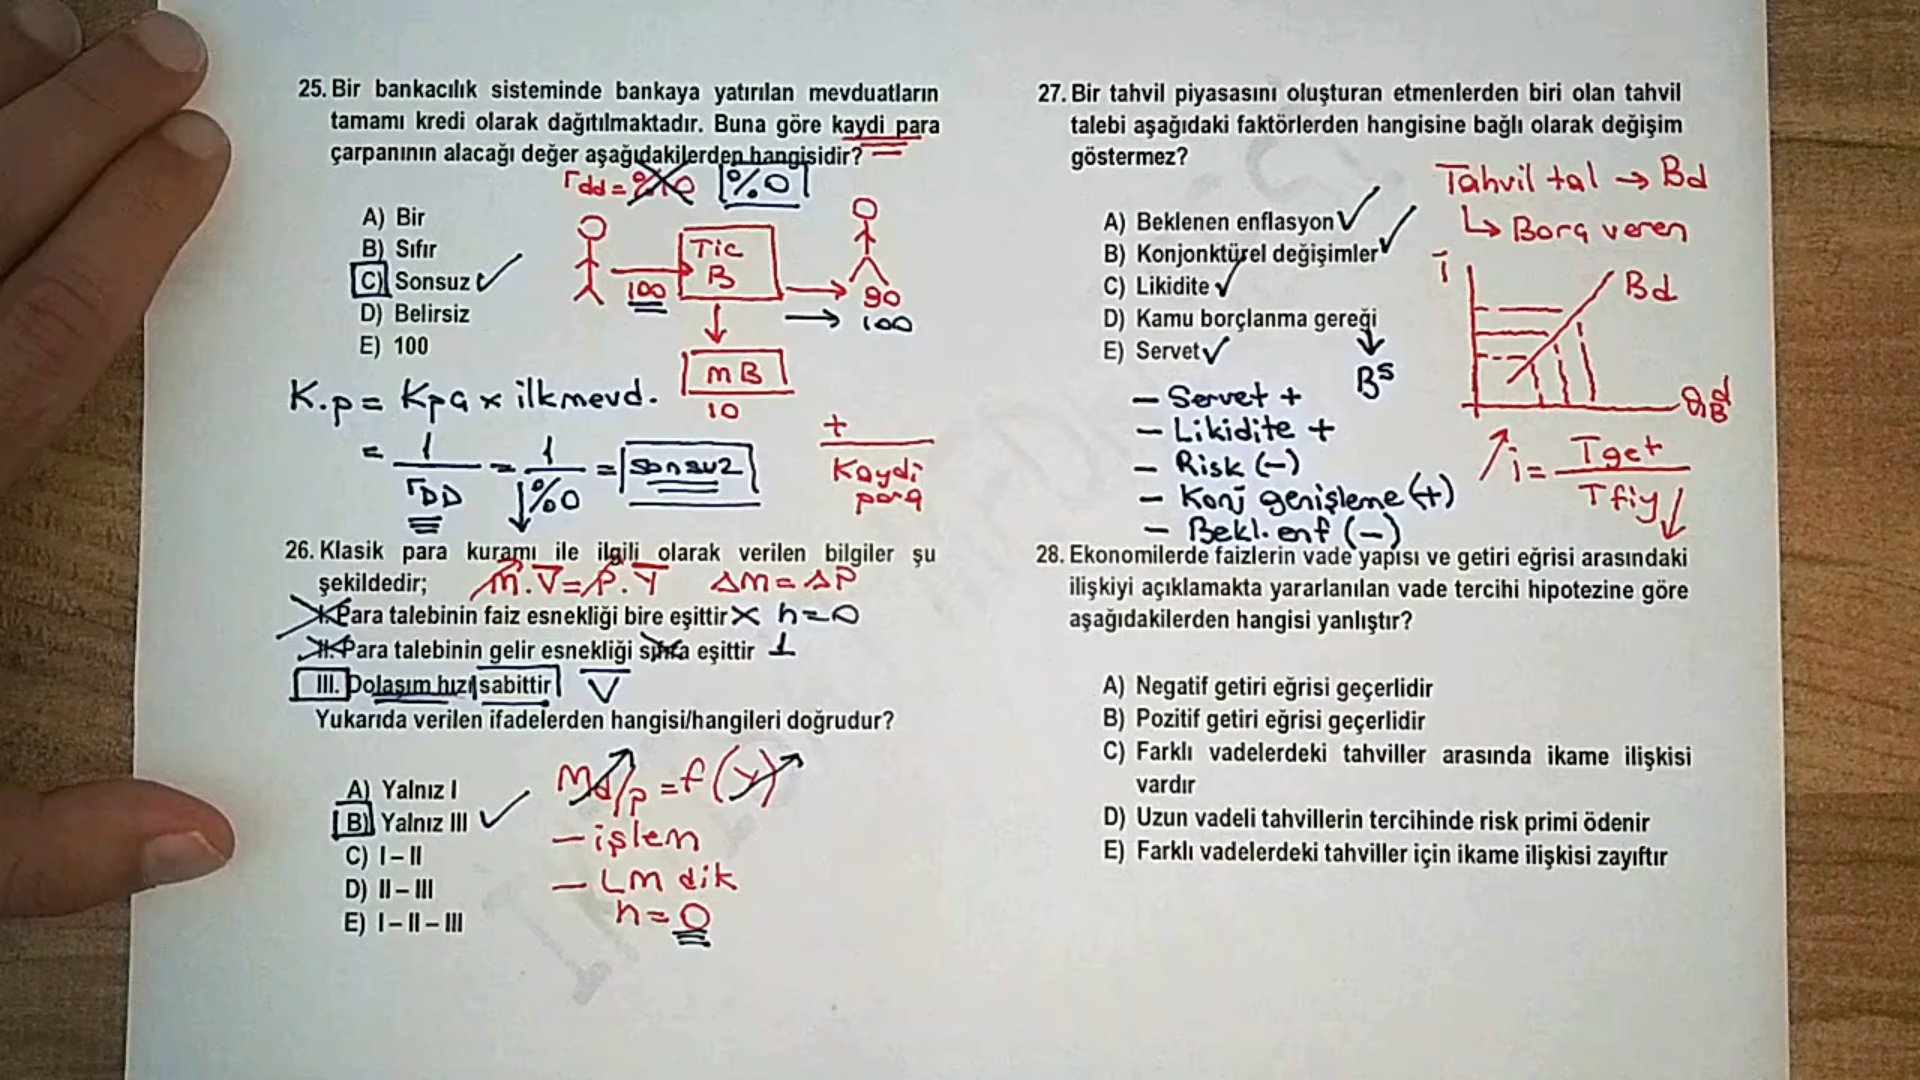 25. Bir bankacılık sisteminde bankaya yatırılan mevduatların
tamamı kredi olarak dağıtılmaktadır. Buna göre kaydi para
çarpanının alacağı değer aşağıdakilerden hangisidir?
rdd = %10 %0
A) Bir
B) Sıfır
C) Sonsuz
D) Belirsiz
E) 100
Tic
B
100
90
100
mB
10
K.p = Kpç x ilk mevd.
= 1/rDD = 1/%0 = sonsuz
+
Kaydi
para
26. Klasik para kuramı ile ilgili olarak verilen bilgiler şu
şekildedir;
M.V=P.Y ΔM=ΔP
I. Para talebinin faiz esnekliği bire eşittir X h=0
II. Para talebinin gelir esnekliği sıfıra eşittir 1
III. Dolaşım hızı sabittir V
Yukarıda verilen ifadelerden hangisi/hangileri doğrudur?
A) Yalnız I
B) Yalnız III
C) I – II
D) II – III
E) I – II – III
Md/p = f(y)
- işlem
- LM dik
h=0
27. Bir tahvil piyasasını oluşturan etmenlerden biri olan tahvil
talebi aşağıdaki faktörlerden hangisine bağlı olarak değişim
göstermez?
Tahvil tal → Bd
↳ Borç veren
A) Beklenen enflasyon
B) Konjonktürel değişimler
C) Likidite
D) Kamu borçlanma gereği
E) Servet
Bs
i
Bd
- Servet +
- Likidite +
- Risk (-)
- Konj genişleme (+)
- Bekl. enf (-)
↑i = Tget/Tfiy↓
28. Ekonomilerde faizlerin vade yapısı ve getiri eğrisi arasındaki
ilişkiyi açıklamakta yararlanılan vade tercihi hipotezine göre
aşağıdakilerden hangisi yanlıştır?
A) Negatif getiri eğrisi geçerlidir
B) Pozitif getiri eğrisi geçerlidir
C) Farklı vadelerdeki tahviller arasında ikame ilişkisi
vardır
D) Uzun vadeli tahvillerin tercihinde risk primi ödenir
E) Farklı vadelerdeki tahviller için ikame ilişkisi zayıftır